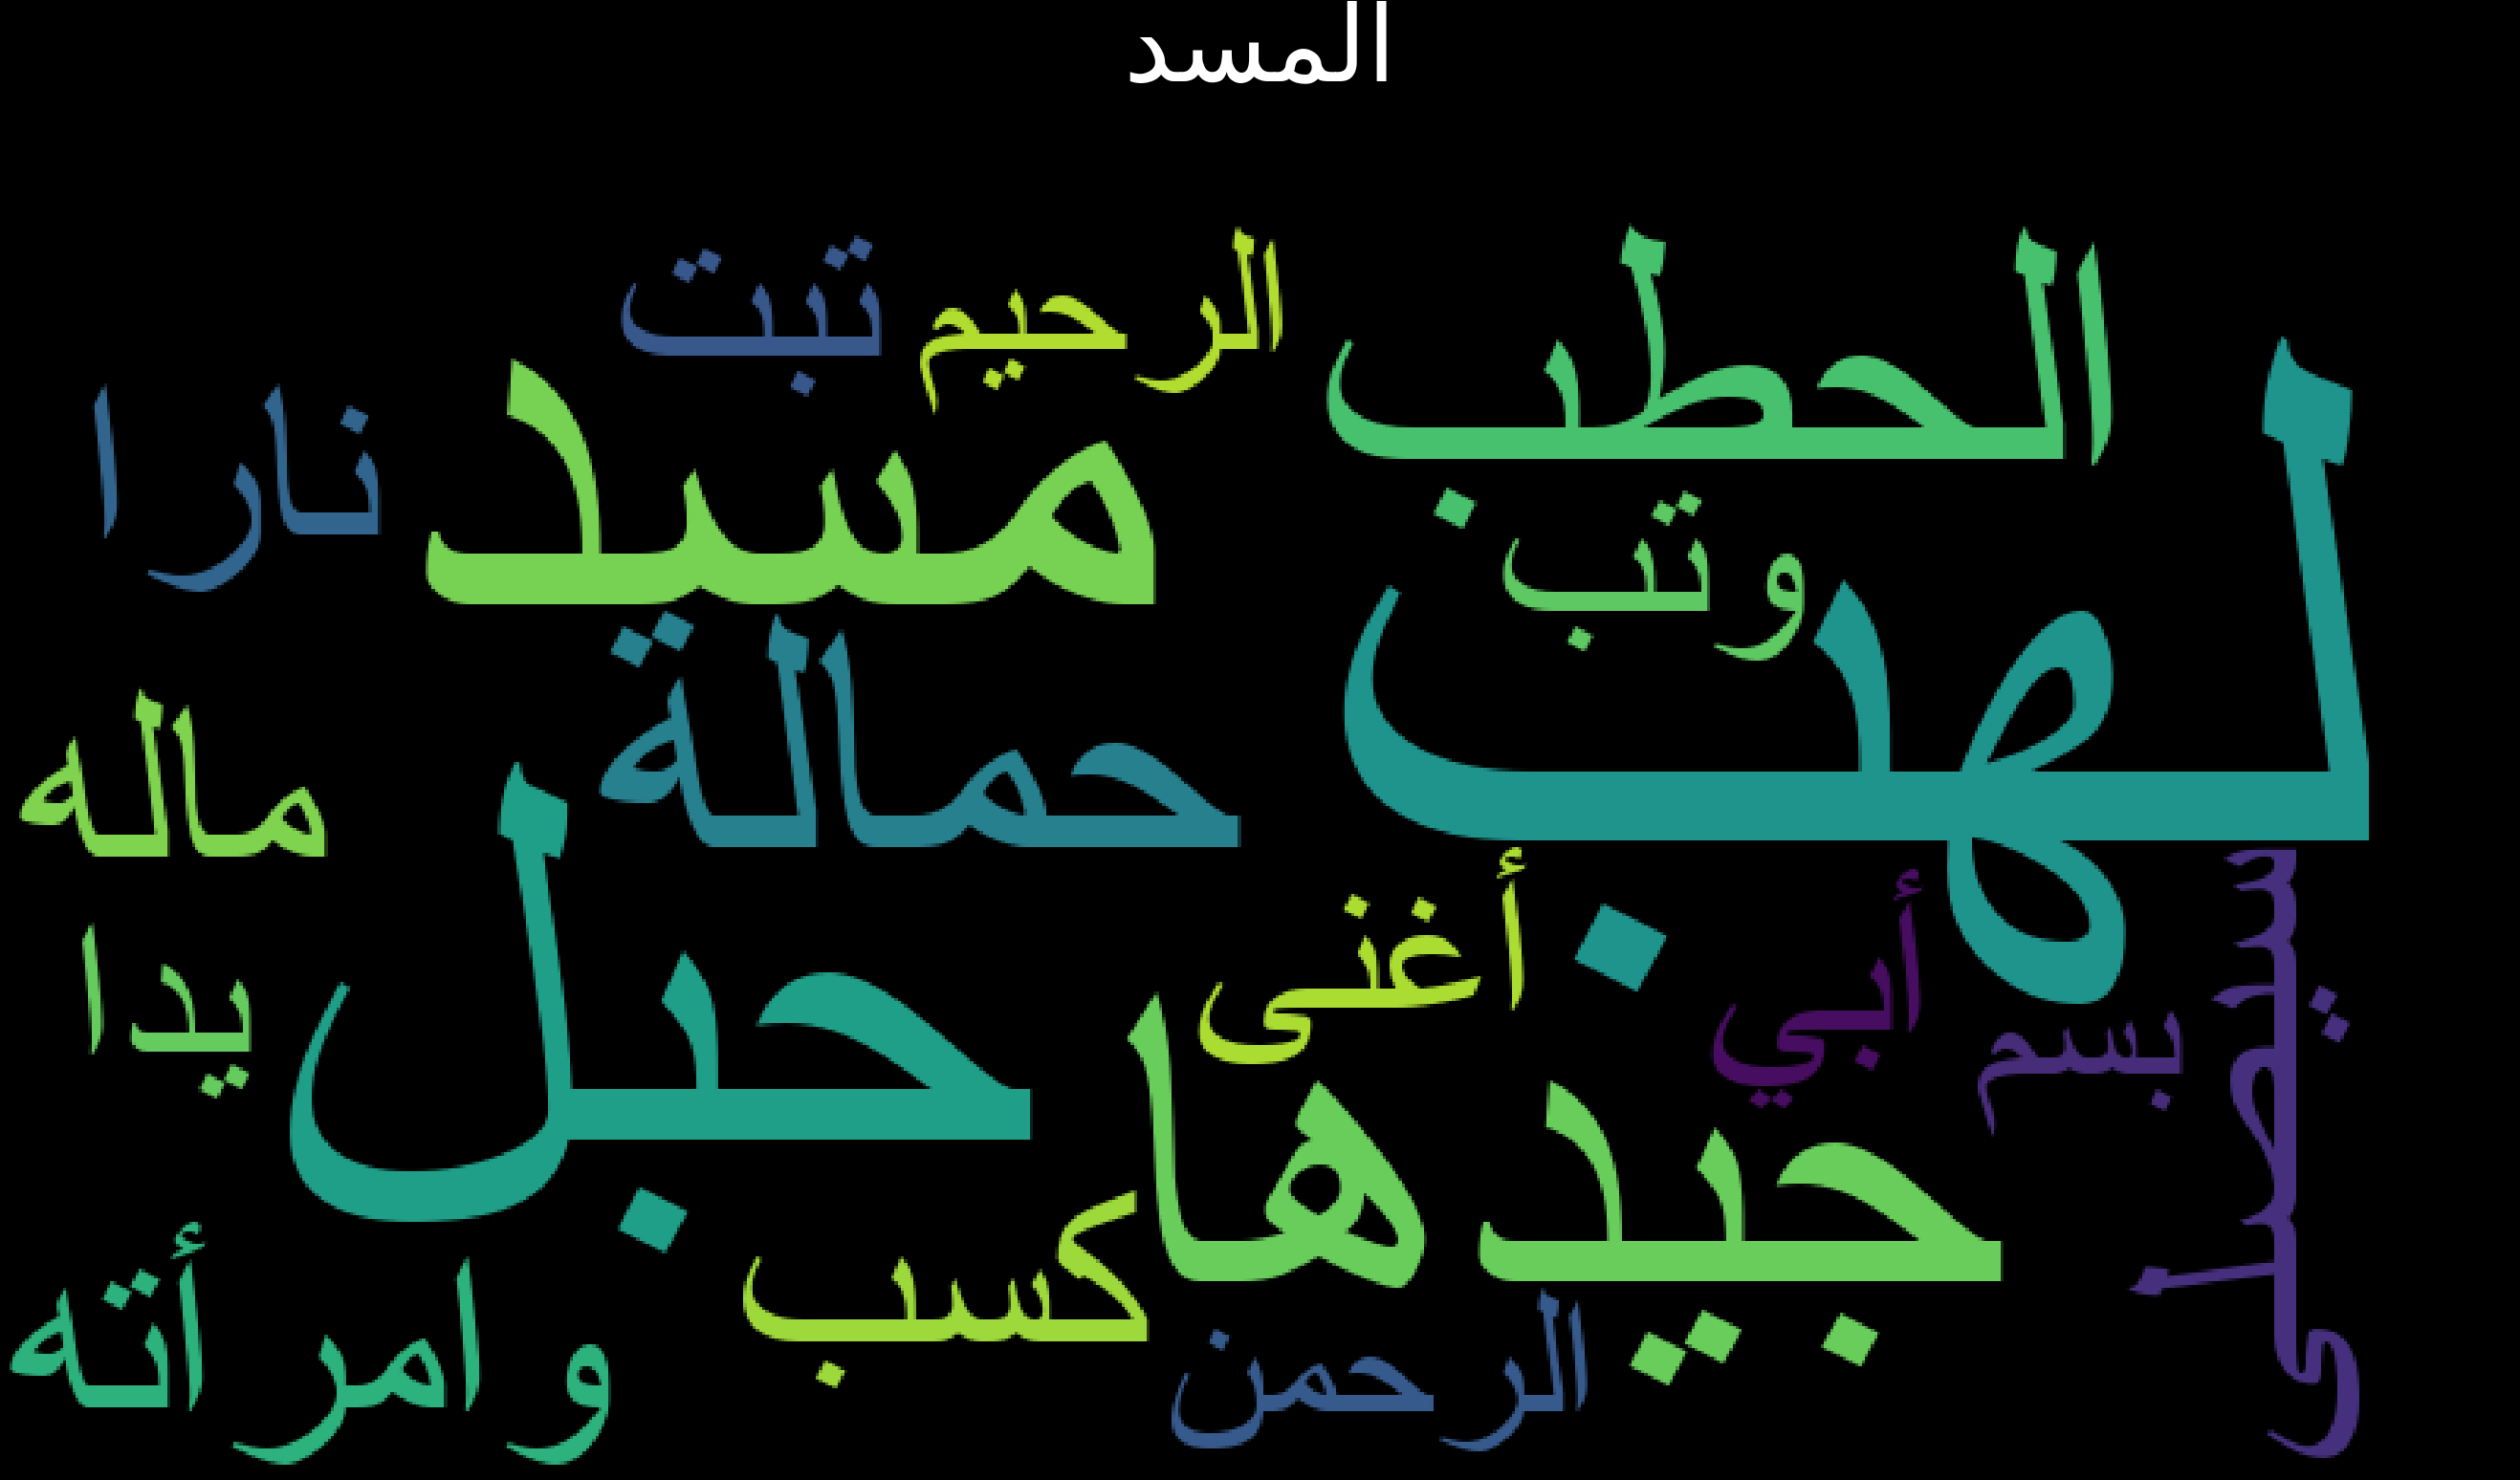 المسد
الحطب
الرحيم
تبت
لهب
مسد
نارا
وتب
حمالة
ماله
أغنى
أبي
سيصلى
بسم
حبل
يدا
جيدها
كسب
وامرأته
الرحمن